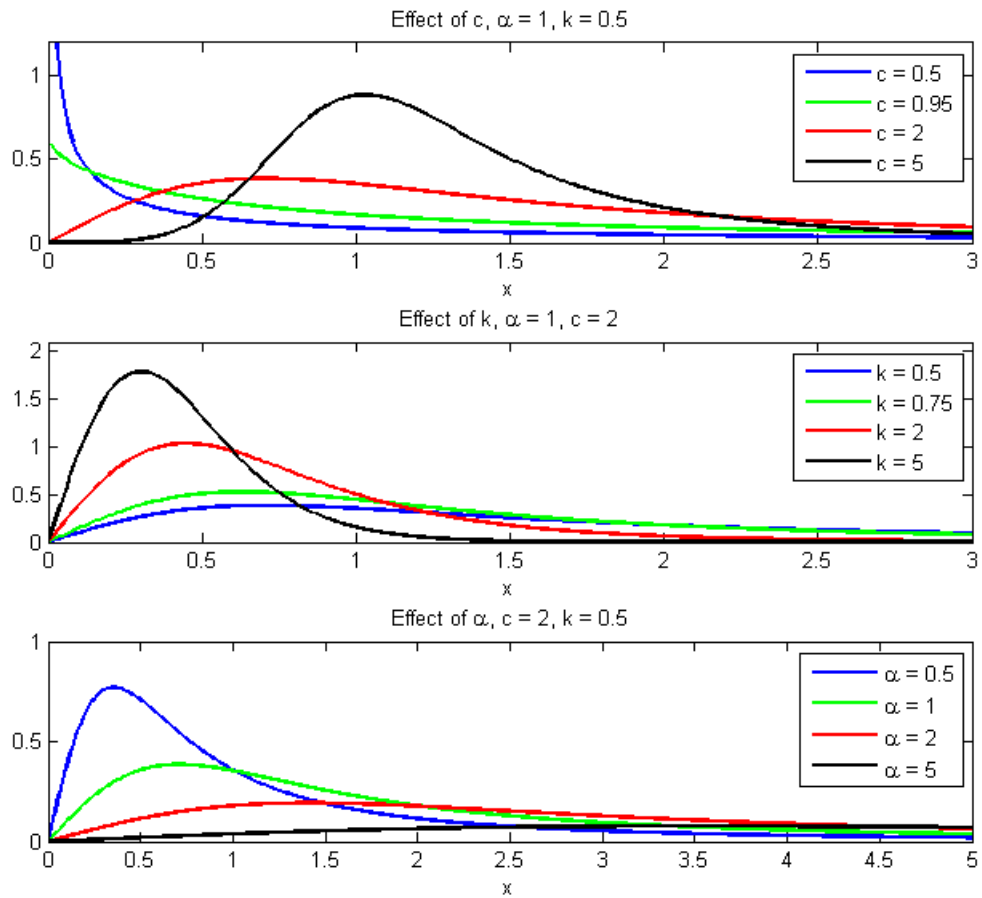 Effect of c, α = 1, k = 0.5
1
0.5
0
c = 0.5
c = 0.95
c = 2
c = 5
0 0.5 1 1.5 2 2.5 3
x
Effect of k, α = 1, c = 2
2
1.5
1
0.5
0
k = 0.5
k = 0.75
k = 2
k = 5
0 0.5 1 1.5 2 2.5 3
x
Effect of α, c = 2, k = 0.5
1
0.5
0
α = 0.5
α = 1
α = 2
α = 5
0 0.5 1 1.5 2 2.5 3 3.5 4 4.5 5
x